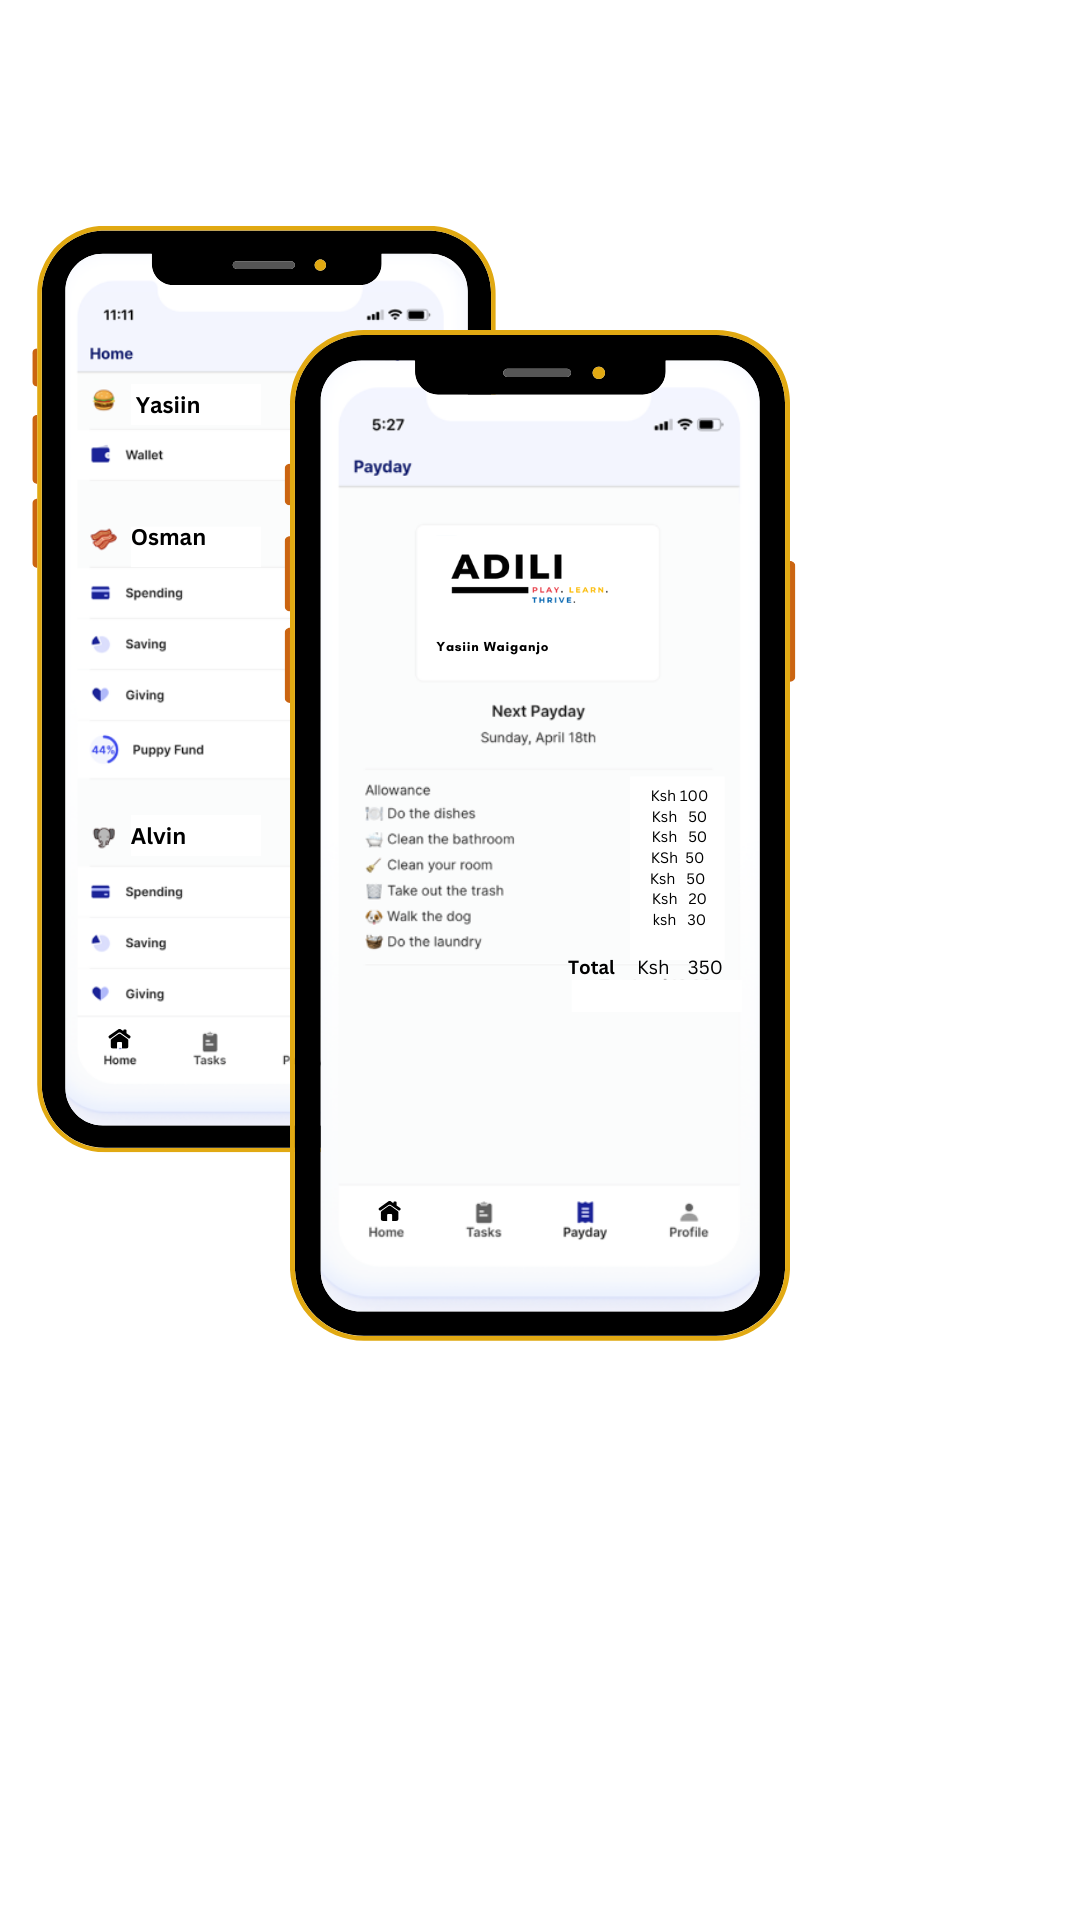 11:11
Home
Yasiin
Wallet
Osman
Spending
Saving
Giving
44% Puppy Fund
Alvin
Spending
Saving
Giving
Home Tasks P
5:27
Payday
ADILI
PLAY. LEARN.
THRIVE.
Yasiin Waiganjo
Next Payday
Sunday, April 18th
Allowance Ksh 100
Do the dishes Ksh 50
Clean the bathroom Ksh 50
Clean your room KSh 50
Take out the trash Ksh 50
Walk the dog Ksh 20
Do the laundry ksh 30
Total Ksh 350
Home Tasks Payday Profile